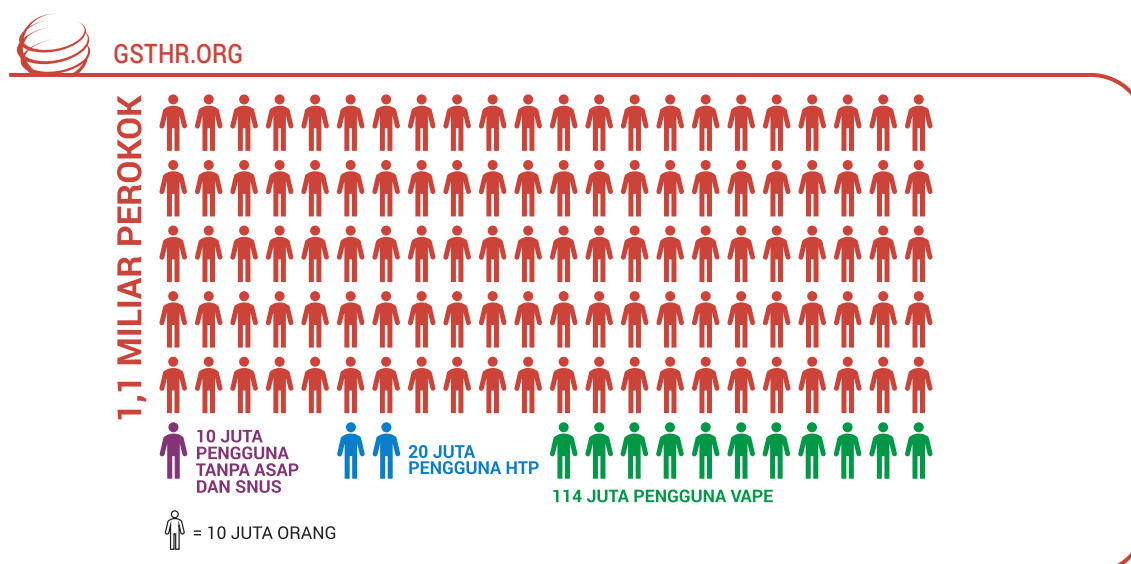 GSTHR.ORG
1,1 MILIAR PEROKOK
10 JUTA
PENGGUNA
TANPA ASAP
DAN SNUS
20 JUTA
PENGGUNA HTP
114 JUTA PENGGUNA VAPE
= 10 JUTA ORANG